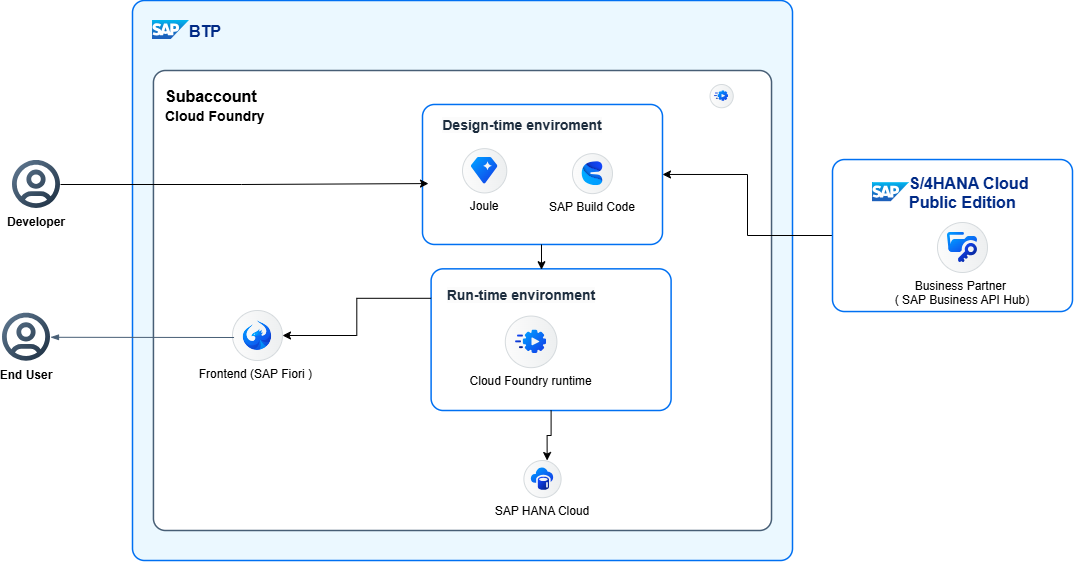 SAP BTP
Subaccount
Cloud Foundry
Design-time enviroment
Joule
SAP Build Code
Developer
SAP S/4HANA Cloud
Public Edition
Business Partner
( SAP Business API Hub)
Run-time environment
Cloud Foundry runtime
Frontend (SAP Fiori )
End User
SAP HANA Cloud